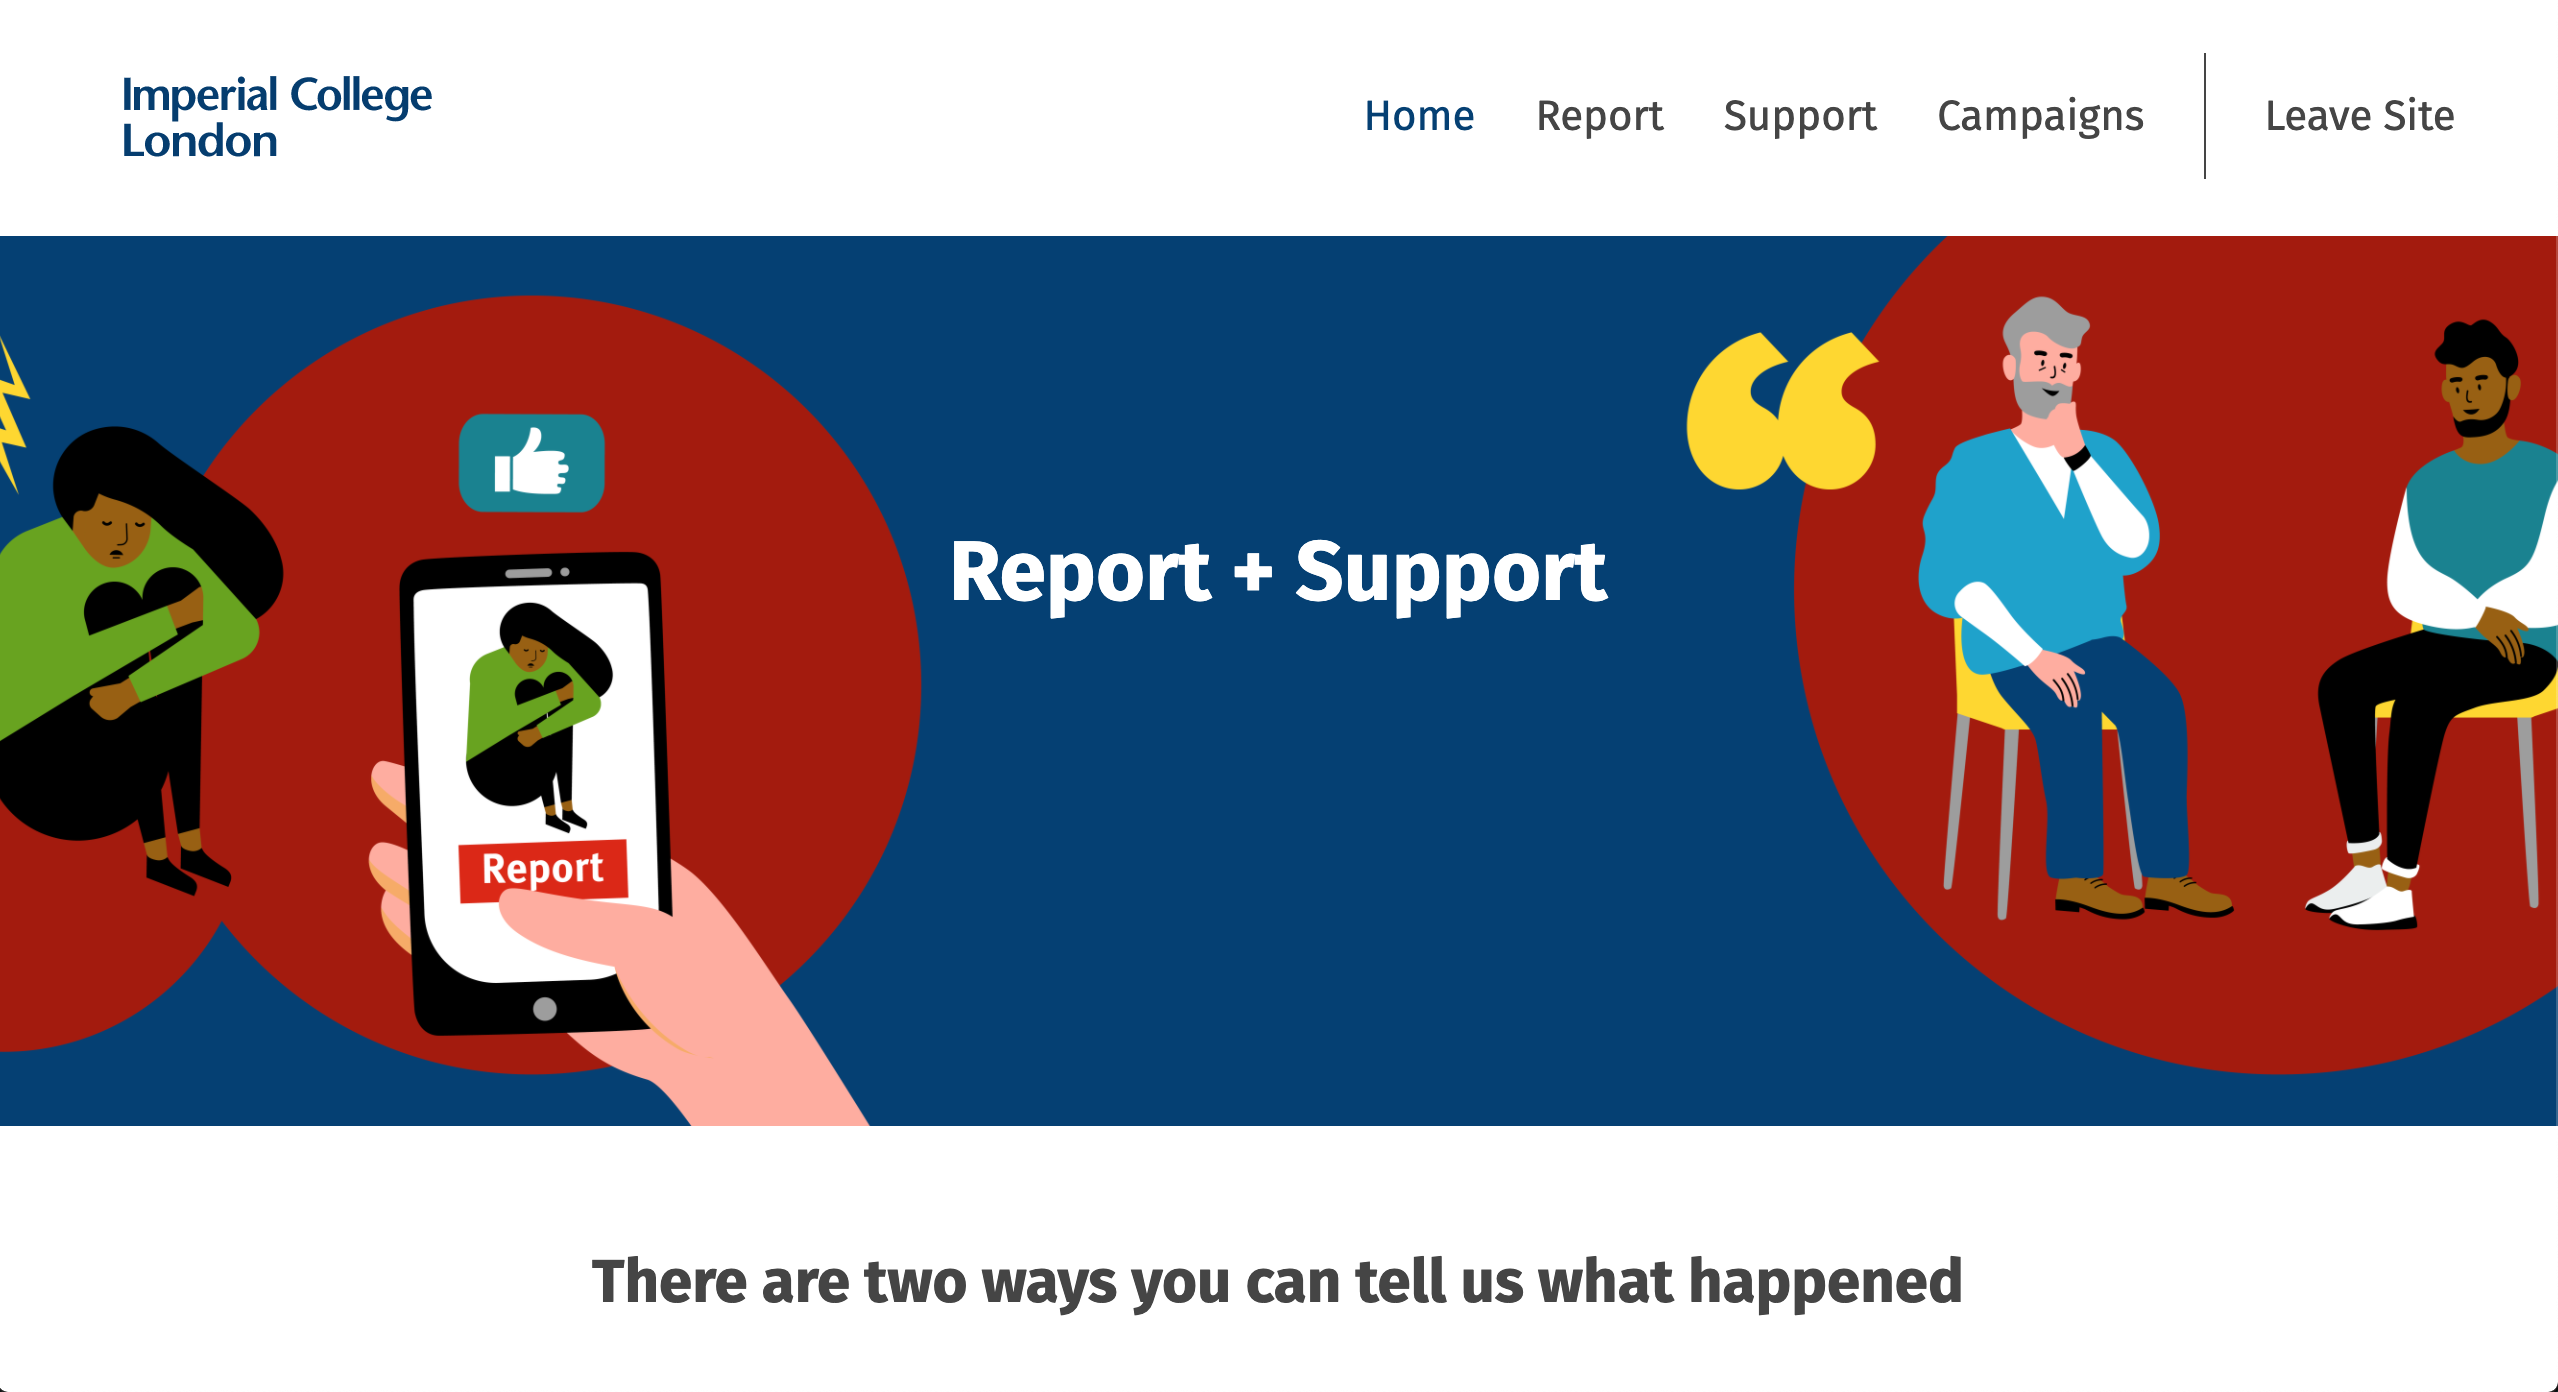 Imperial College
London
Home Report Support Campaigns Leave Site
Report + Support
Report
There are two ways you can tell us what happened